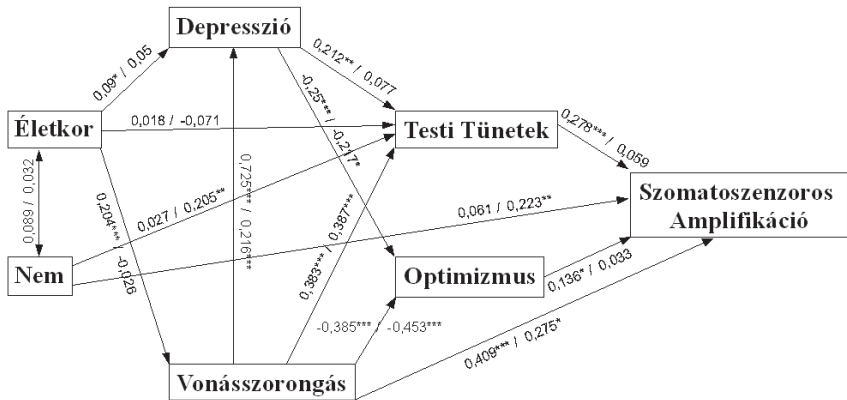 Depresszió
0,09* / 0,05
0,212** / 0,077
-0,25*** / -0,217*
Életkor
0,018 / -0,071
Testi Tünetek
0,278*** / 0,059
0,089 / 0,032
0,204*** / -0,026
0,725*** / 0,216***
0,027 / 0,205**
0,383*** / 0,387***
0,061 / 0,223**
Szomatoszenzoros
Amplifikáció
Nem
Optimizmus
0,136* / 0,033
-0,385*** / -0,453***
0,409*** / 0,275*
Vonásszorongás